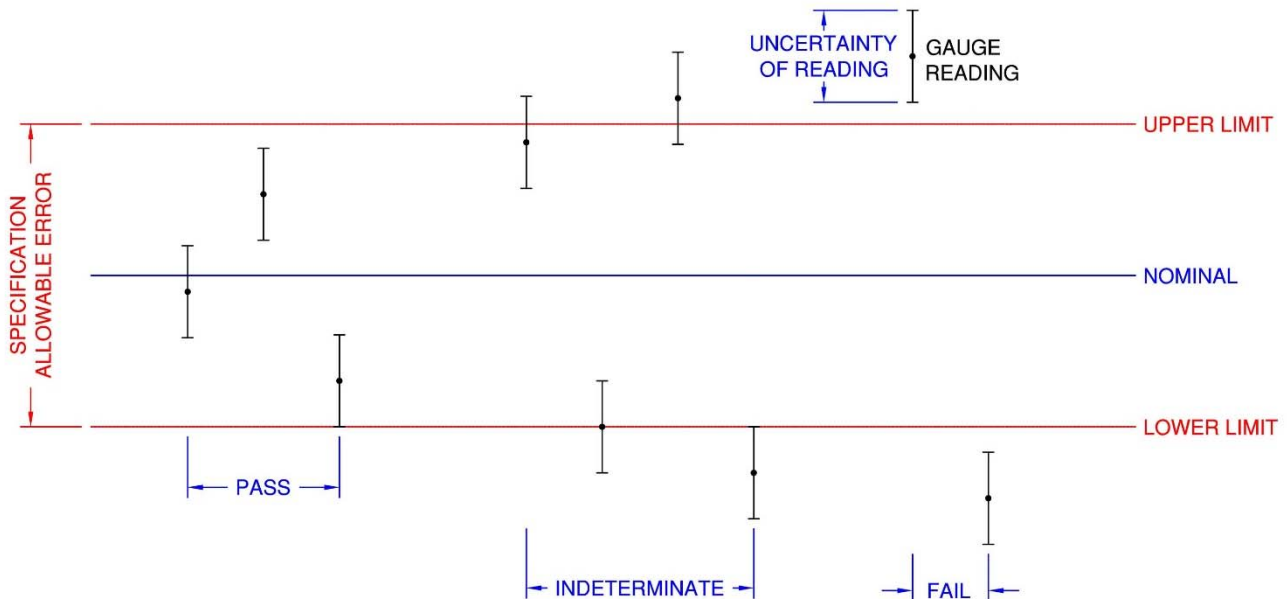 UNCERTAINTY
OF READING
GAUGE
READING
UPPER LIMIT
SPECIFICATION
ALLOWABLE ERROR
NOMINAL
LOWER LIMIT
PASS
INDETERMINATE
FAIL